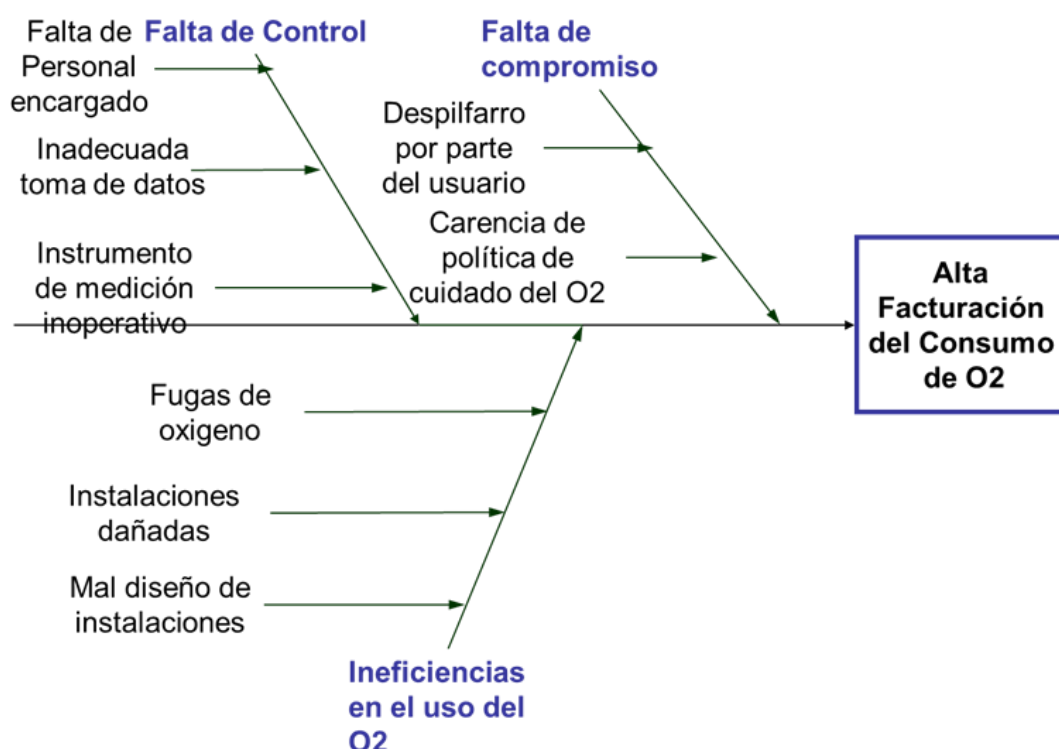 Falta de
Personal
encargado
Falta de Control
Inadecuada
toma de datos
Instrumento
de medición
inoperativo
Falta de
compromiso
Despilfarro
por parte
del usuario
Carencia de
política de
cuidado del O2
Alta
Facturación
del Consumo
de O2
Fugas de
oxigeno
Instalaciones
dañadas
Mal diseño de
instalaciones
Ineficiencias
en el uso del
O2